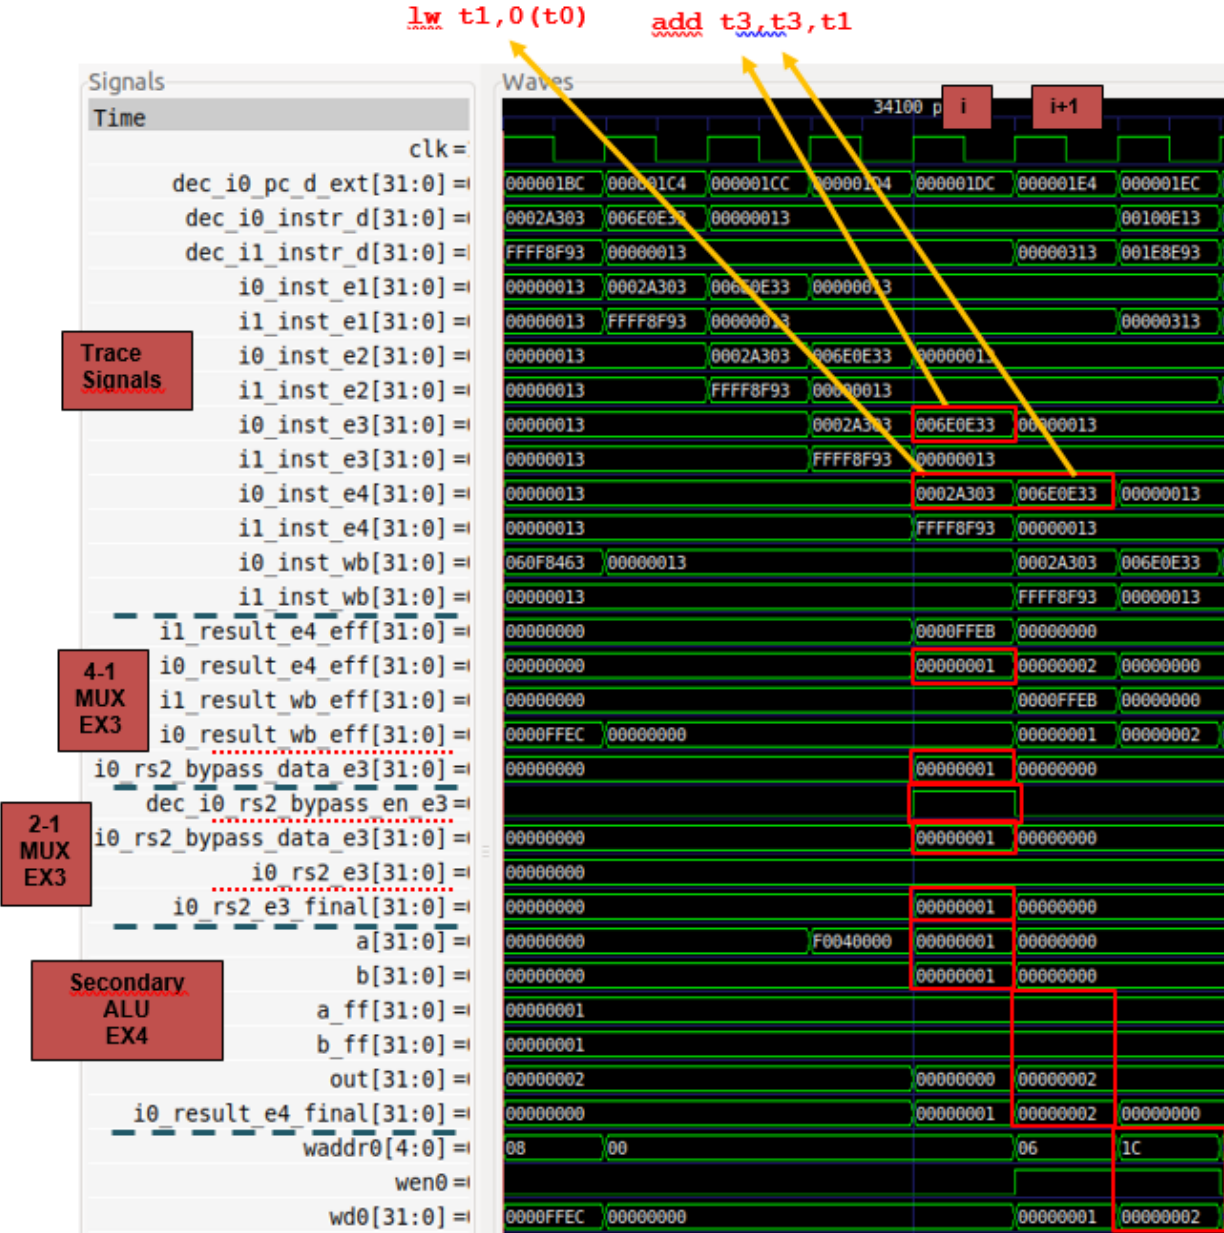 lw t1,0(t0) add t3,t3,t1
Signals Waves
Time 34100 p i i+1
clk=
dec_i0_pc_d_ext[31:0] = 000001BC 000001C4 000001CC 000001D4 000001DC 000001E4 000001EC
dec_i0_instr_d[31:0] = 0002A303 006E0E33 00000013 00100E13
dec_i1_instr_d[31:0] = FFFF8F93 00000013 00000313 001E8E93
i0_inst_e1[31:0] = 00000013 0002A303 006E0E33 00000013
i1_inst_e1[31:0] = 00000013 FFFF8F93 00000013 00000313
Trace
Signals
i0_inst_e2[31:0] = 00000013 0002A303 006E0E33 00000013
i1_inst_e2[31:0] = 00000013 FFFF8F93 00000013
i0_inst_e3[31:0] = 00000013 0002A303 006E0E33 00000013
i1_inst_e3[31:0] = 00000013 FFFF8F93 00000013
i0_inst_e4[31:0] = 00000013 0002A303 006E0E33 00000013
i1_inst_e4[31:0] = 00000013 FFFF8F93 00000013
i0_inst_wb[31:0] = 060F8463 00000013 0002A303 006E0E33
i1_inst_wb[31:0] = 00000013 FFFF8F93 00000013
i1_result_e4_eff[31:0] = 00000000 0000FFEB 00000000
4-1
MUX
EX3
i0_result_e4_eff[31:0] = 00000000 00000001 00000002 00000000
i1_result_wb_eff[31:0] = 00000000 0000FFEB 00000000
i0_result_wb_eff[31:0] = 0000FFEC 00000000 00000001 00000002
i0_rs2_bypass_data_e3[31:0] = 00000000 00000001 00000000
dec_i0_rs2_bypass_en_e3=
2-1
MUX
EX3
i0_rs2_bypass_data_e3[31:0] = 00000000 00000001 00000000
i0_rs2_e3[31:0] = 00000000
i0_rs2_e3_final[31:0] = 00000000 00000001 00000000
a[31:0] = 00000000 F0040000 00000001 00000000
b[31:0] = 00000000 00000001 00000000
Secondary
ALU
EX4
a_ff[31:0] = 00000001
b_ff[31:0] = 00000001
out[31:0] = 00000002 00000000 00000002
i0_result_e4_final[31:0] = 00000000 00000001 00000002 00000000
waddr0[4:0] = 08 00 06 1C
wen0 =
wd0[31:0] = 0000FFEC 00000000 00000001 00000002